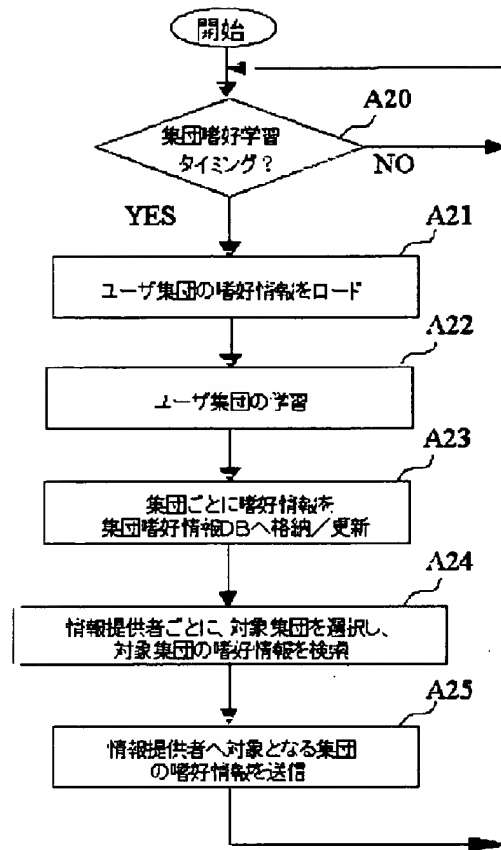 開始
A20
集団嗜好学習
タイミング?
NO
YES
A21
ユーザ集団の嗜好情報をロード
A22
ユーザ集団の学習
A23
集団ごとに嗜好情報を
集団嗜好情報DBへ格納/更新
A24
情報提供者ごとに、対象集団を選択し、
対象集団の嗜好情報を検索
A25
情報提供者へ対象となる集団
の嗜好情報を送信